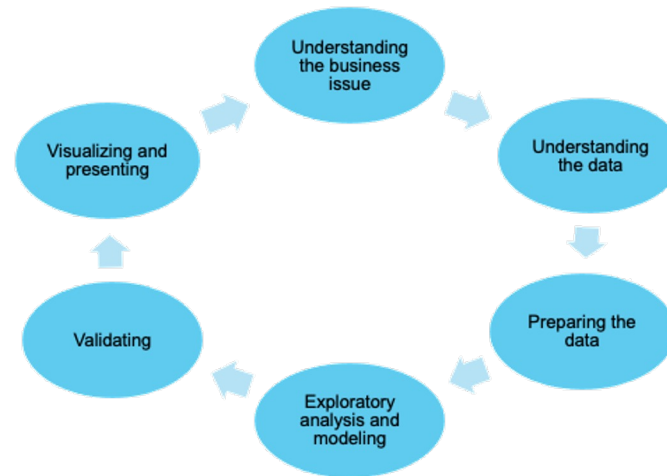 Understanding
the business
issue
Understanding
the data
Preparing the
data
Exploratory
analysis and
modeling
Validating
Visualizing and
presenting